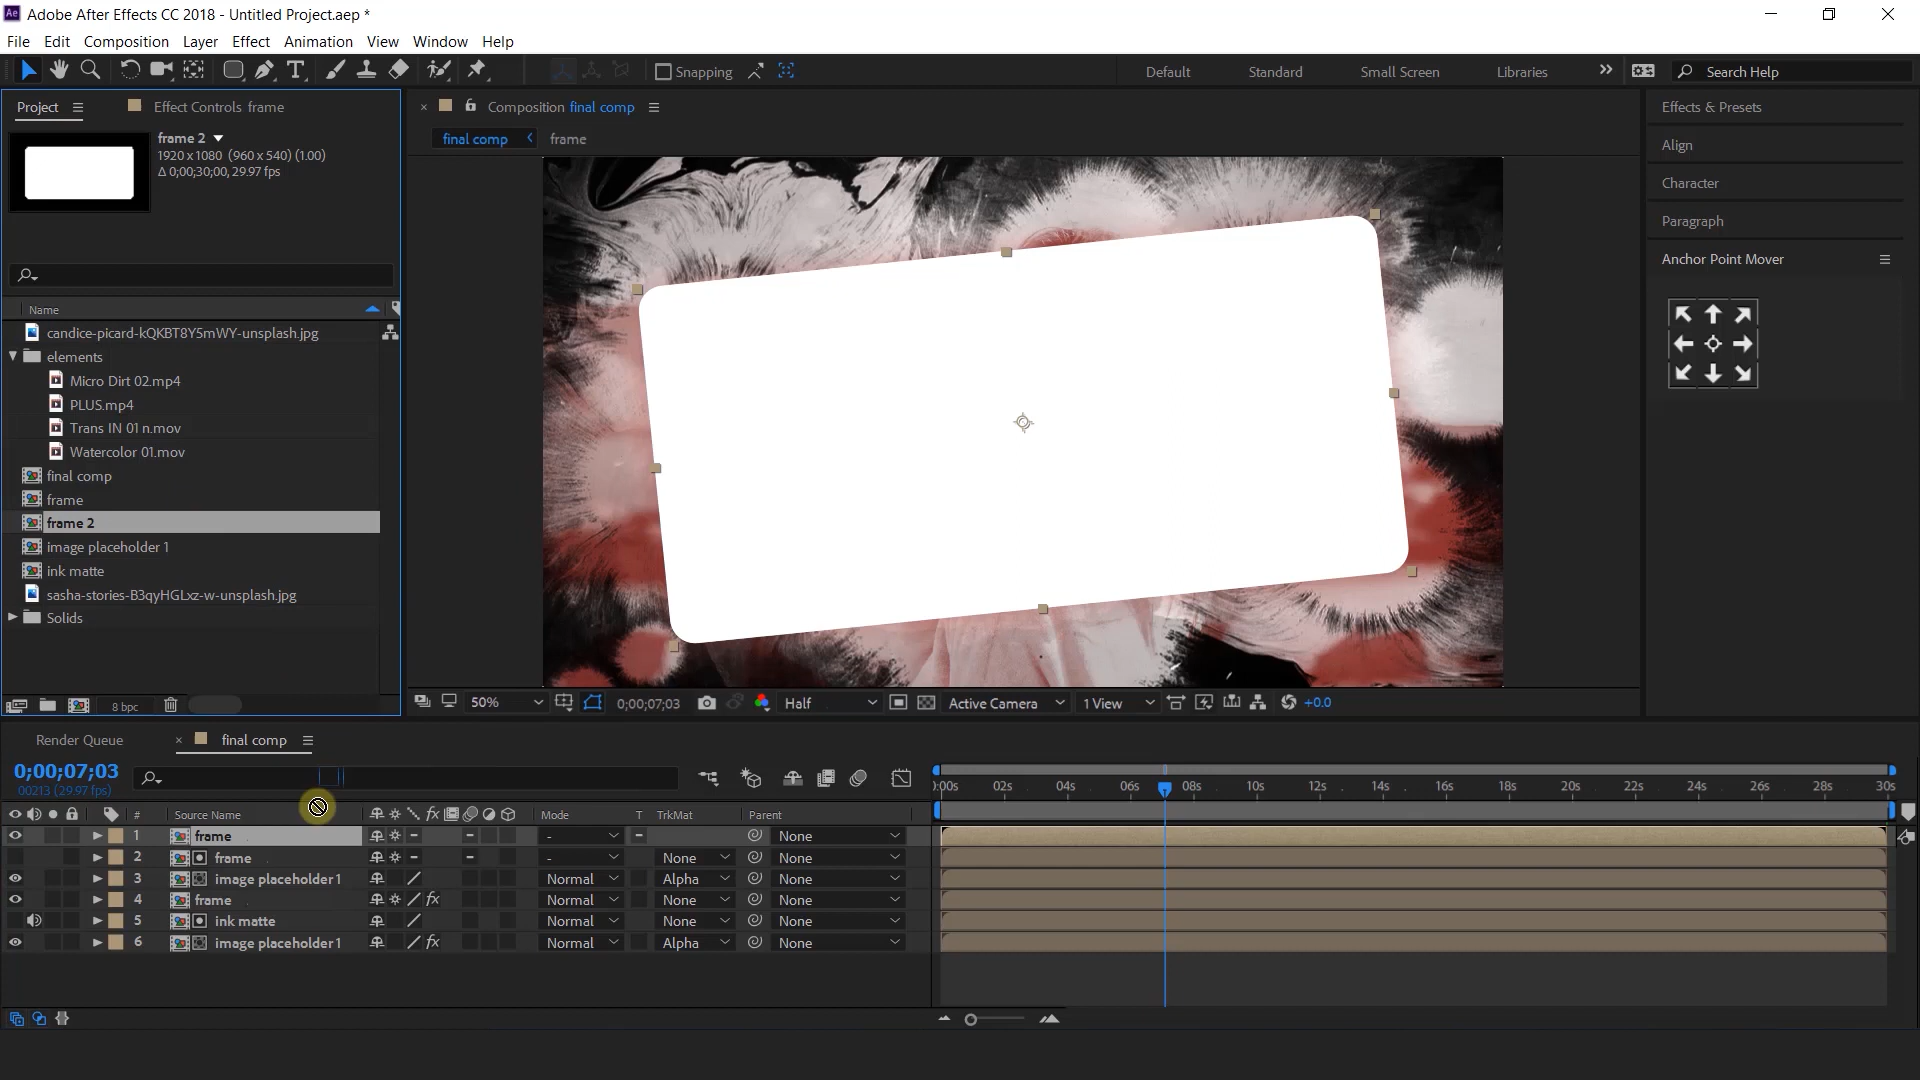 Ae Adobe After Effects CC 2018 - Untitled Project.aep *
File Edit Composition Layer Effect Animation View Window Help
Snapping Default Standard Small Screen Libraries Search Help
Project Effect Controls frame
frame 2
1920 x 1080 (960 x 540) (1.00)
Δ 0;00;30;00, 29.97 fps
Name
candice-picard-kQKBT8Y5mWY-unsplash.jpg
elements
Micro Dirt 02.mp4
PLUS.mp4
Trans IN 01 n.mov
Watercolor 01.mov
final comp
frame
frame 2
image placeholder 1
ink matte
sasha-stories-B3qyHGLxz-w-unsplash.jpg
Solids
8 bpc
Composition final comp
final comp frame
50% 0;00;07;03 Half Active Camera 1 View +0.0
Effects & Presets
Align
Character
Paragraph
Anchor Point Mover
Render Queue final comp
0;00;07;03
00213 (29.97 fps)
# Source Name fx Mode T TrkMat Parent
:00s 02s 04s 06s 08s 10s 12s 14s 16s 18s 20s 22s 24s 26s 28s 30s
1 frame - None
2 frame - None None
3 image placeholder 1 Normal Alpha None
4 frame fx Normal None None
5 ink matte Normal None None
6 image placeholder 1 fx Normal Alpha None